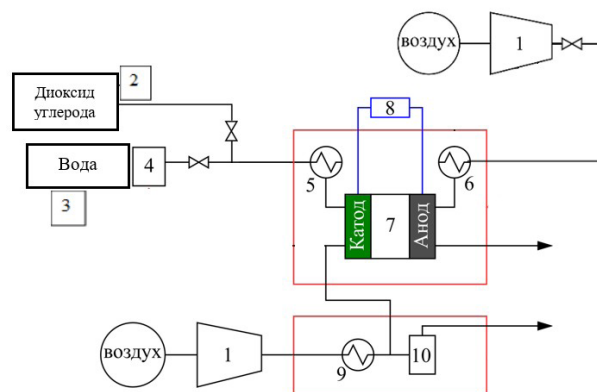 воздух
1
2
Диоксид
углерода
8
Вода
4
3
5
6
Катод
7
Анод
воздух
1
9
10